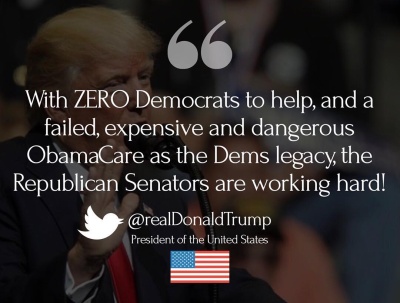 With ZERO Democrats to help, and a
failed, expensive and dangerous
ObamaCare as the Dems legacy, the
Republican Senators are working hard!
@realDonaldTrump
President of the United States